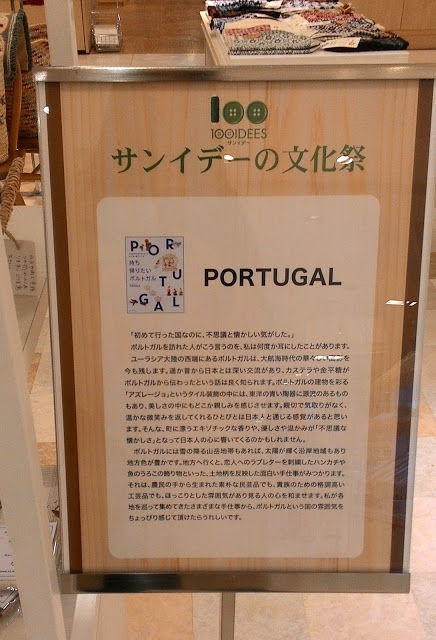 100
100IDEES
サンイデー
サンイデーの文化祭
POR
TU
GAL
持ち
帰りたい
ポルトガル
PORTUGAL
「初めて行った国なのに、不思議と懐かしい気がした。」
ポルトガルを訪れた人がこう言うのを、私は何度か耳にしたことがあります。
ユーラシア大陸の西端にあるポルトガルは、大航海時代の華々しい
を今も残します。遥か昔から日本とは深い交流があり、カステラや金平糖が
ポルトガルから伝わったという話は良く知られます。ポルトガルの建物を彩る
「アズレージョ」というタイル装飾の中には、東洋の青い陶器に源沢のあるもの
もあり、美しさの中にもどこか親しみを感じさせます。親切で気取りがなく、
温かな微笑みを返してくれるひとびとは日本人と通じる感覚があると思い
ます。そんな、町に漂うエキゾチックな香りや、優しさや温かみが「不思議な
懐かしさ」となって日本人の心に響いてくるのかもしれません。
ポルトガルには雪の降る山岳地帯もあれば、太陽が輝く沿岸地域もあり
地方色が豊かです。地方へ行くと、恋人へのラブレターを刺繍したハンカチや
魚のうろこの飾り物といった、土地柄を反映した面白い手仕事がみつかります。
それは、農民の手から生まれた素朴な民芸品でも、貴族のための格調高い
工芸品でも、ほっこりとした雰囲気があり見る人の心を和ませます。私が各
地を巡って集めてきたさまざまな手仕事から、ポルトガルという国の雰囲気を
ちょっぴり感じて頂けたらうれしいです。